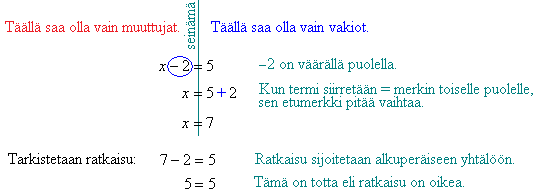 Täällä saa olla vain muuttujat.
seinämä
Täällä saa olla vain vakiot.
x − 2 = 5
−2 on väärällä puolella.
x = 5 + 2
Kun termi siirretään = merkin toiselle puolelle,
sen etumerkki pitää vaihtaa.
x = 7
Tarkistetaan ratkaisu:
7 − 2 = 5
Ratkaisu sijoitetaan alkuperäiseen yhtälöön.
5 = 5
Tämä on totta eli ratkaisu on oikea.